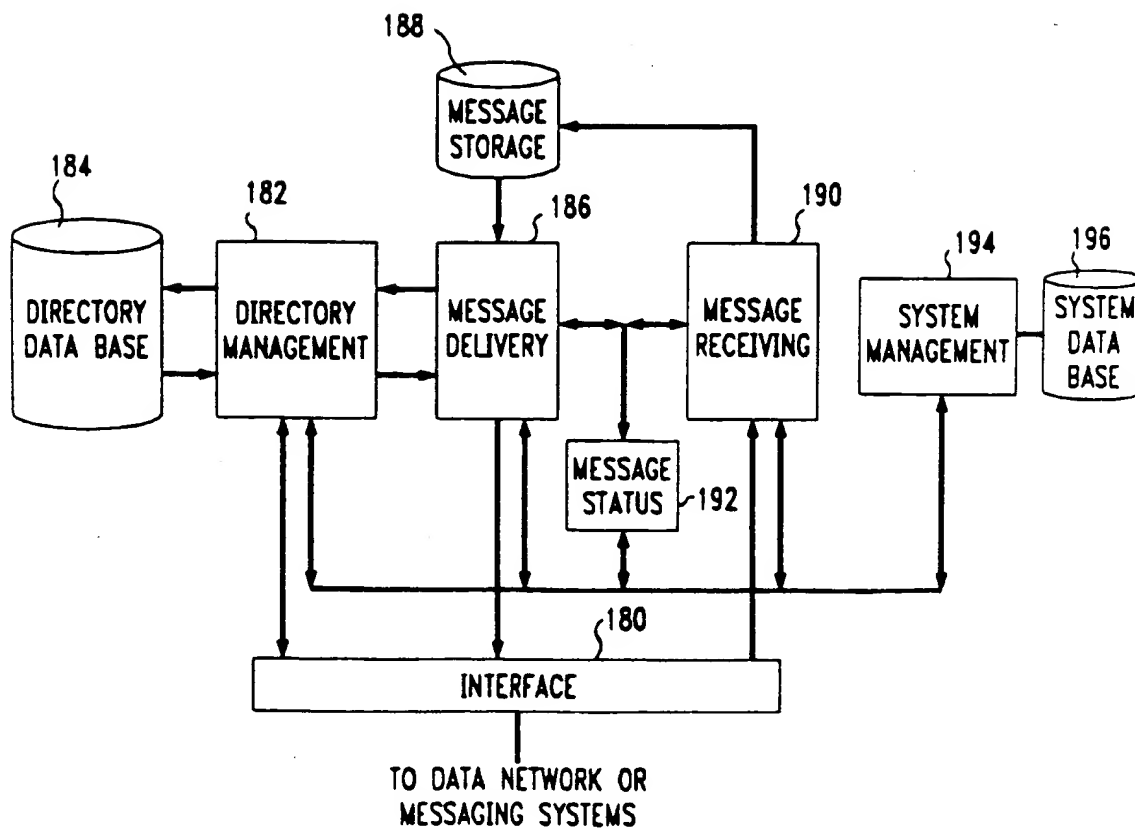 188
MESSAGE
STORAGE
184
182
186
190
194
196
DIRECTORY
DATA BASE
DIRECTORY
MANAGEMENT
MESSAGE
DELIVERY
MESSAGE
RECEIVING
SYSTEM
MANAGEMENT
SYSTEM
DATA
BASE
MESSAGE
STATUS
192
180
INTERFACE
TO DATA NETWORK OR
MESSAGING SYSTEMS